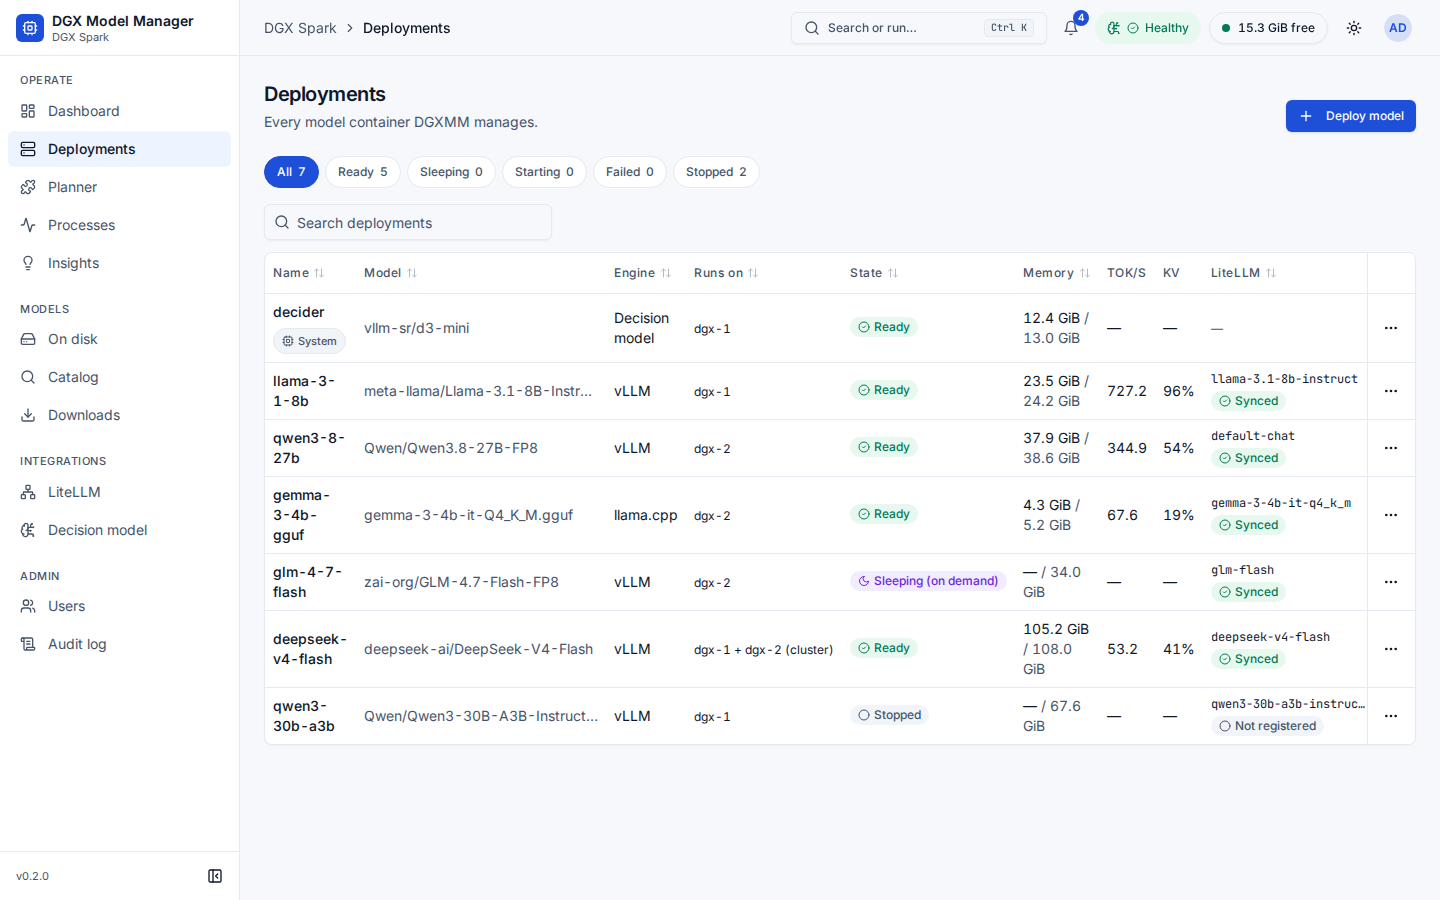 DGX Model Manager
DGX Spark
OPERATE
Dashboard
Deployments
Planner
Processes
Insights
MODELS
On disk
Catalog
Downloads
INTEGRATIONS
LiteLLM
Decision model
ADMIN
Users
Audit log
v0.2.0
DGX Spark > Deployments
Search or run... Ctrl K
4
Healthy
15.3 GiB free
AD
Deployments
Every model container DGXMM manages.
Deploy model
All 7 Ready 5 Sleeping 0 Starting 0 Failed 0 Stopped 2
Search deployments
Name Model Engine Runs on State Memory TOK/S KV LiteLLM
decider
System
vllm-sr/d3-mini
Decision
model
dgx-1
Ready
12.4 GiB /
13.0 GiB
— — —
llama-3-
1-8b
meta-llama/Llama-3.1-8B-Instr...
vLLM
dgx-1
Ready
23.5 GiB /
24.2 GiB
727.2 96%
llama-3.1-8b-instruct
Synced
qwen3-8-
27b
Qwen/Qwen3.8-27B-FP8
vLLM
dgx-2
Ready
37.9 GiB /
38.6 GiB
344.9 54%
default-chat
Synced
gemma-
3-4b-
gguf
gemma-3-4b-it-Q4_K_M.gguf
llama.cpp
dgx-2
Ready
4.3 GiB /
5.2 GiB
67.6 19%
gemma-3-4b-it-q4_k_m
Synced
glm-4-7-
flash
zai-org/GLM-4.7-Flash-FP8
vLLM
dgx-2
Sleeping (on demand)
— / 34.0
GiB
— —
glm-flash
Synced
deepseek-
v4-flash
deepseek-ai/DeepSeek-V4-Flash
vLLM
dgx-1 + dgx-2 (cluster)
Ready
105.2 GiB
/ 108.0
GiB
53.2 41%
deepseek-v4-flash
Synced
qwen3-
30b-a3b
Qwen/Qwen3-30B-A3B-Instruct...
vLLM
dgx-1
Stopped
— / 67.6
GiB
— —
qwen3-30b-a3b-instruc…
Not registered